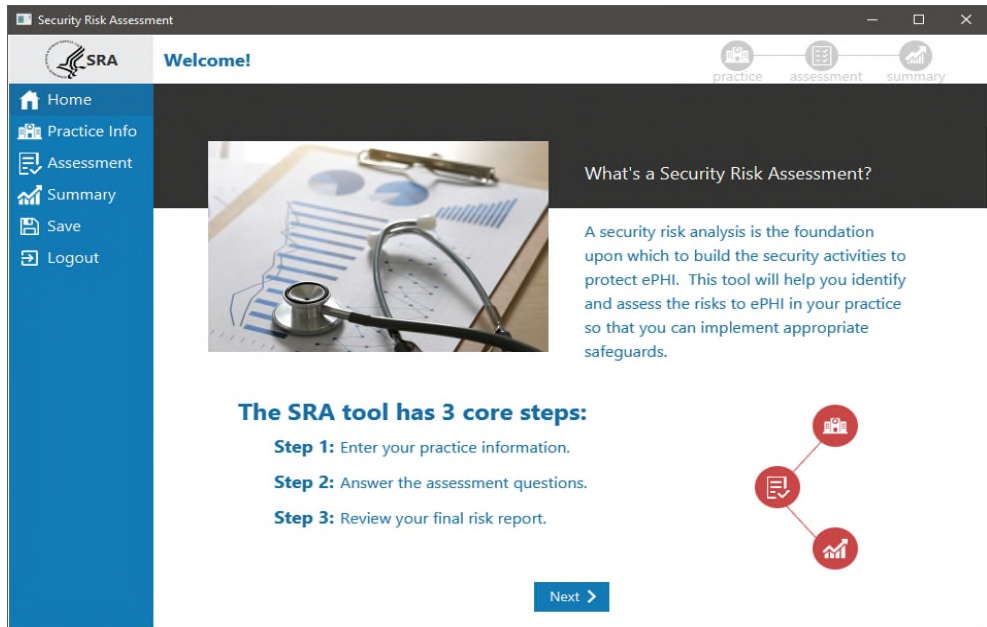 Security Risk Assessment
SRA
Welcome!
practice
assessment
summary
Home
Practice Info
Assessment
Summary
Save
Logout
What's a Security Risk Assessment?
A security risk analysis is the foundation
upon which to build the security activities to
protect ePHI. This tool will help you identify
and assess the risks to ePHI in your practice
so that you can implement appropriate
safeguards.
The SRA tool has 3 core steps:
Step 1: Enter your practice information.
Step 2: Answer the assessment questions.
Step 3: Review your final risk report.
Next